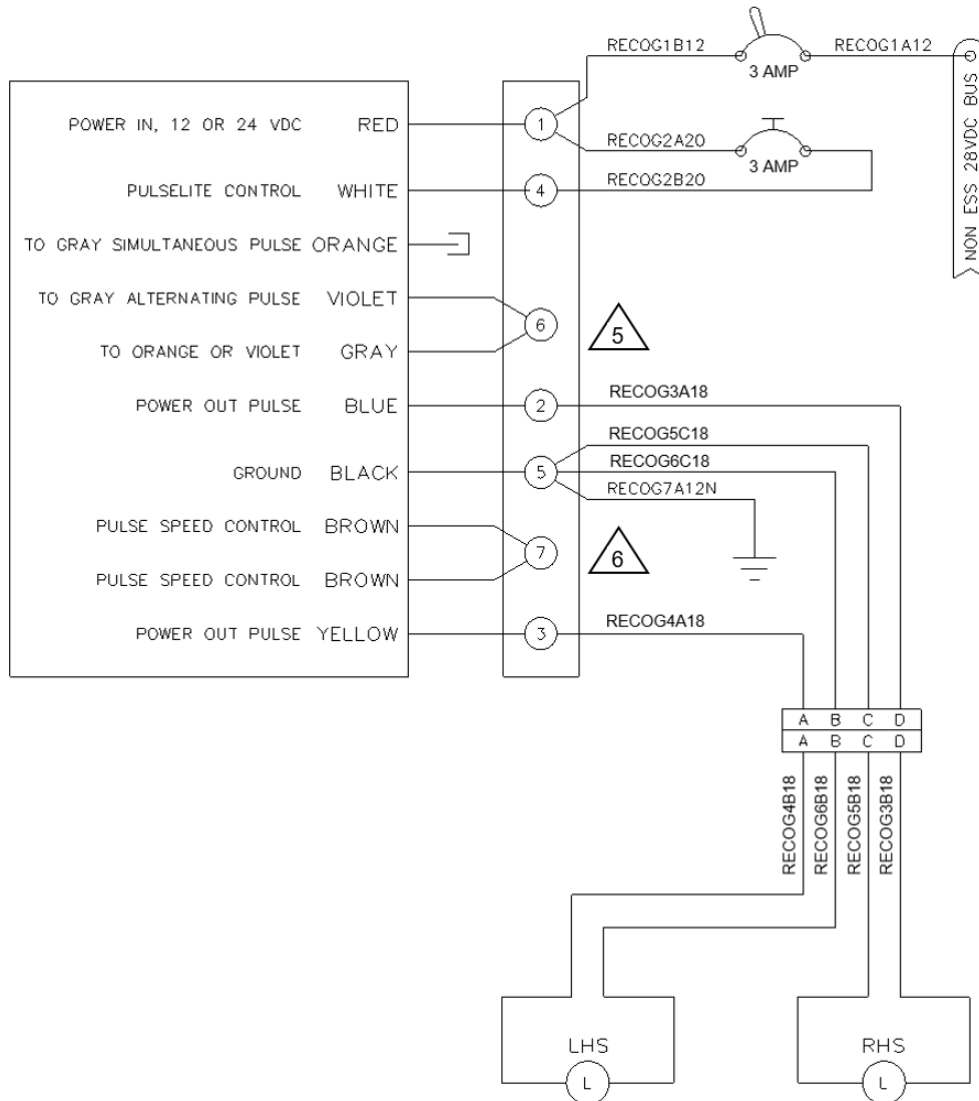 RECOG1B12
RECOG1A12
3 AMP
NON ESS 28VDC BUS
POWER IN, 12 OR 24 VDC RED
1
RECOG2A20
3 AMP
PULSELITE CONTROL WHITE
4
RECOG2B20
TO GRAY SIMULTANEOUS PULSE ORANGE
TO GRAY ALTERNATING PULSE VIOLET
6
5
TO ORANGE OR VIOLET GRAY
POWER OUT PULSE BLUE
2
RECOG3A18
RECOG5C18
GROUND BLACK
5
RECOG6C18
RECOG7A12N
PULSE SPEED CONTROL BROWN
7
6
PULSE SPEED CONTROL BROWN
POWER OUT PULSE YELLOW
3
RECOG4A18
A B C D
A B C D
RECOG4B18
RECOG6B18
RECOG5B18
RECOG3B18
LHS
L
RHS
L